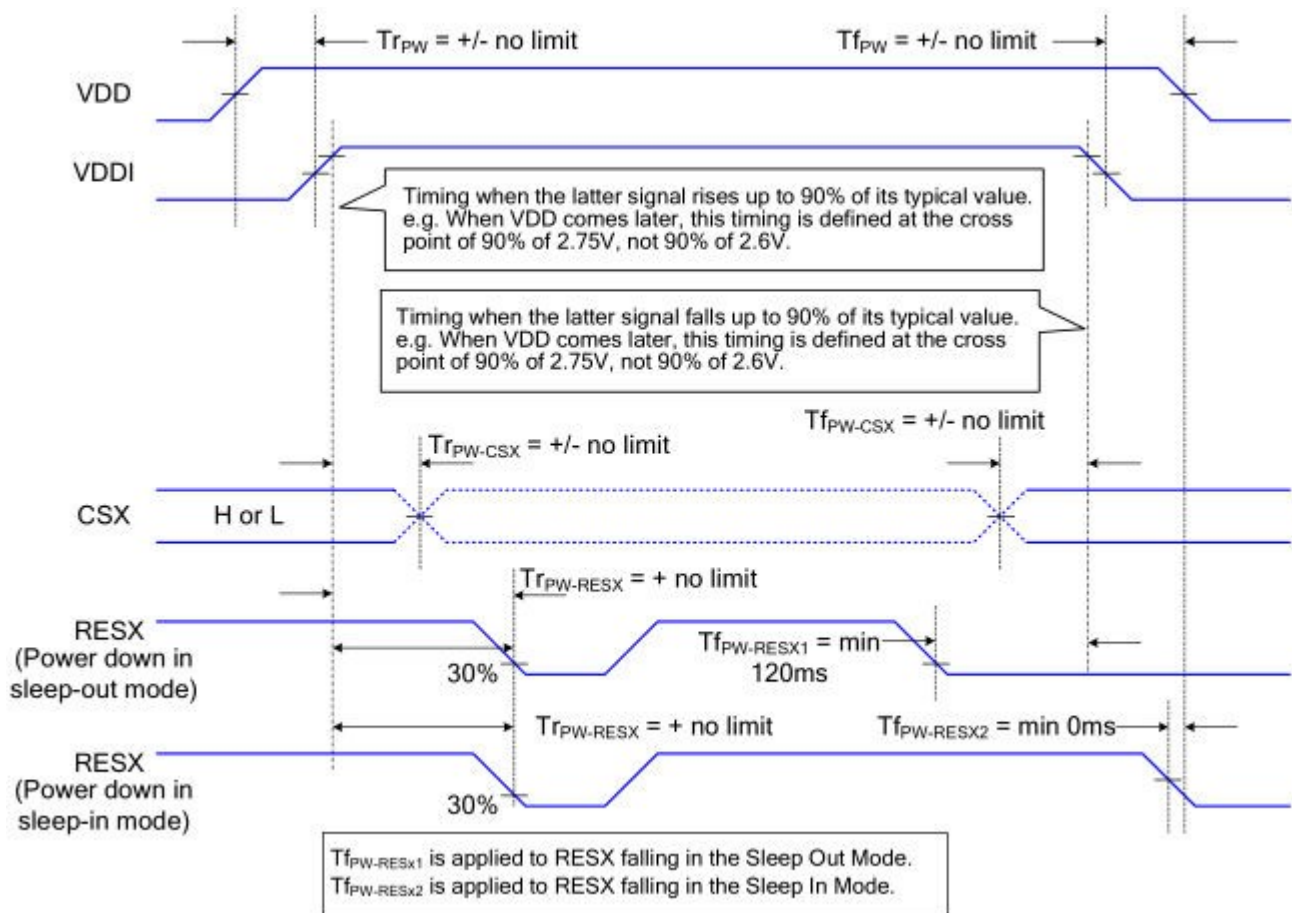 TrPW = +/- no limit
TfPW = +/- no limit
VDD
VDDI
Timing when the latter signal rises up to 90% of its typical value.
e.g. When VDD comes later, this timing is defined at the cross
point of 90% of 2.75V, not 90% of 2.6V.
Timing when the latter signal falls up to 90% of its typical value.
e.g. When VDD comes later, this timing is defined at the cross
point of 90% of 2.75V, not 90% of 2.6V.
TrPW-CSX = +/- no limit
TfPW-CSX = +/- no limit
CSX
H or L
TrPW-RESX = + no limit
RESX
(Power down in
sleep-out mode)
30%
TfPW-RESX1 = min
120ms
TrPW-RESX = + no limit
TfPW-RESX2 = min 0ms
RESX
(Power down in
sleep-in mode)
30%
TfPW-RESx1 is applied to RESX falling in the Sleep Out Mode.
TfPW-RESx2 is applied to RESX falling in the Sleep In Mode.